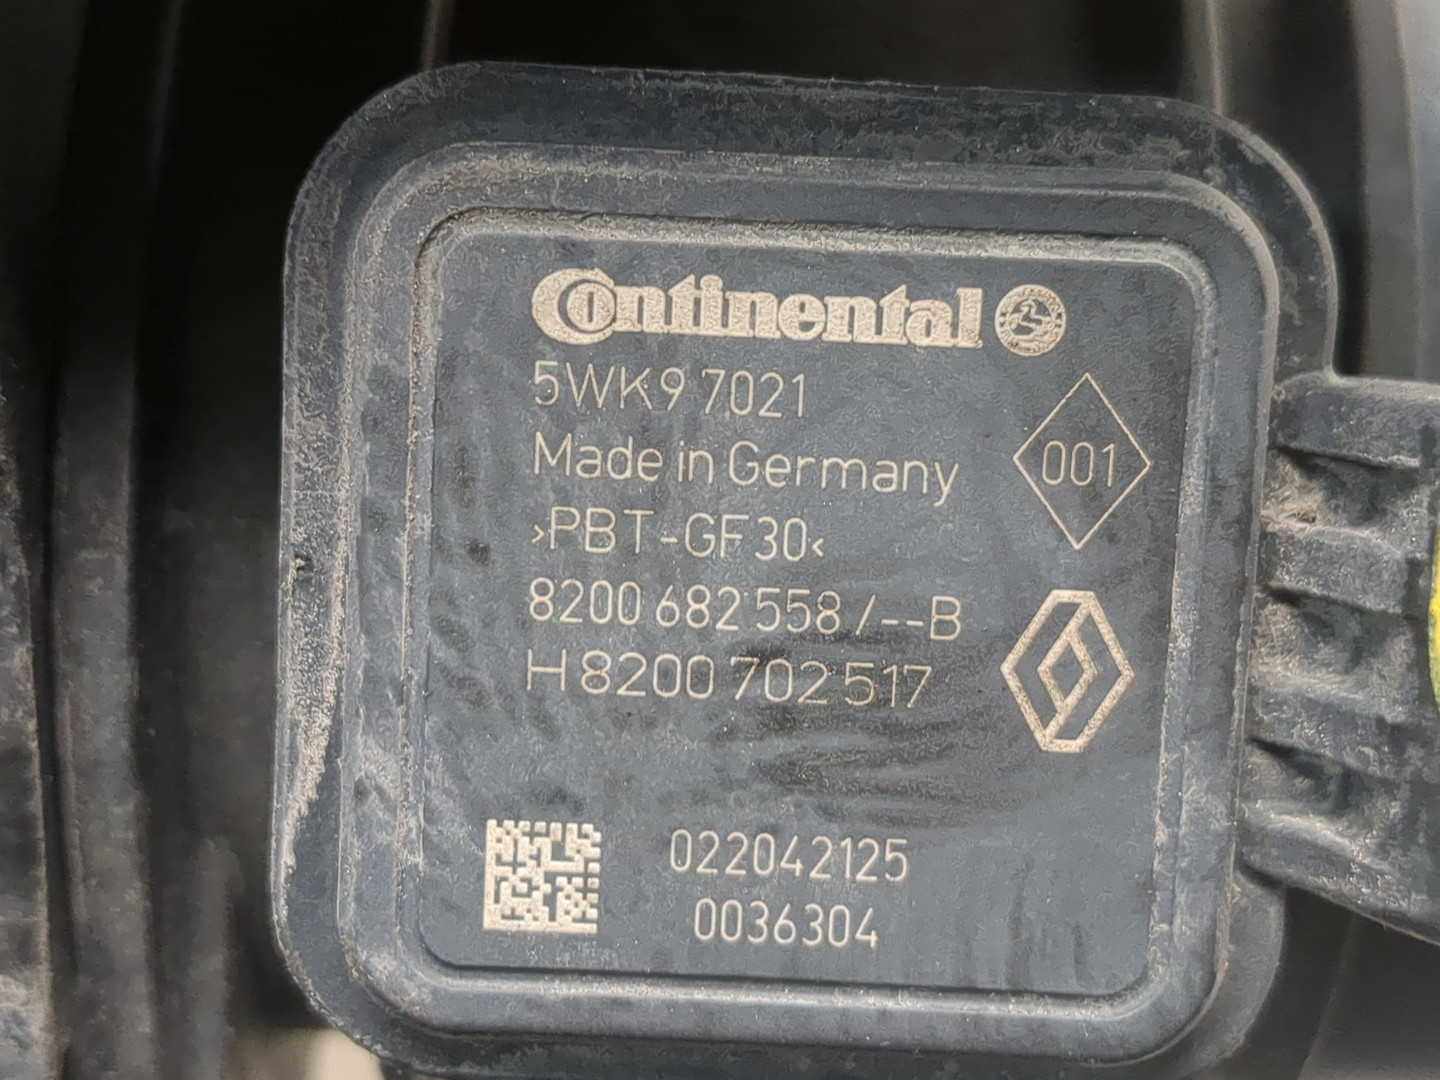 Continental
5WK9 7021
001
Made in Germany
›PBT-GF30‹
8200 682 558 /--B
H 8200 702 517
022042125
0036304